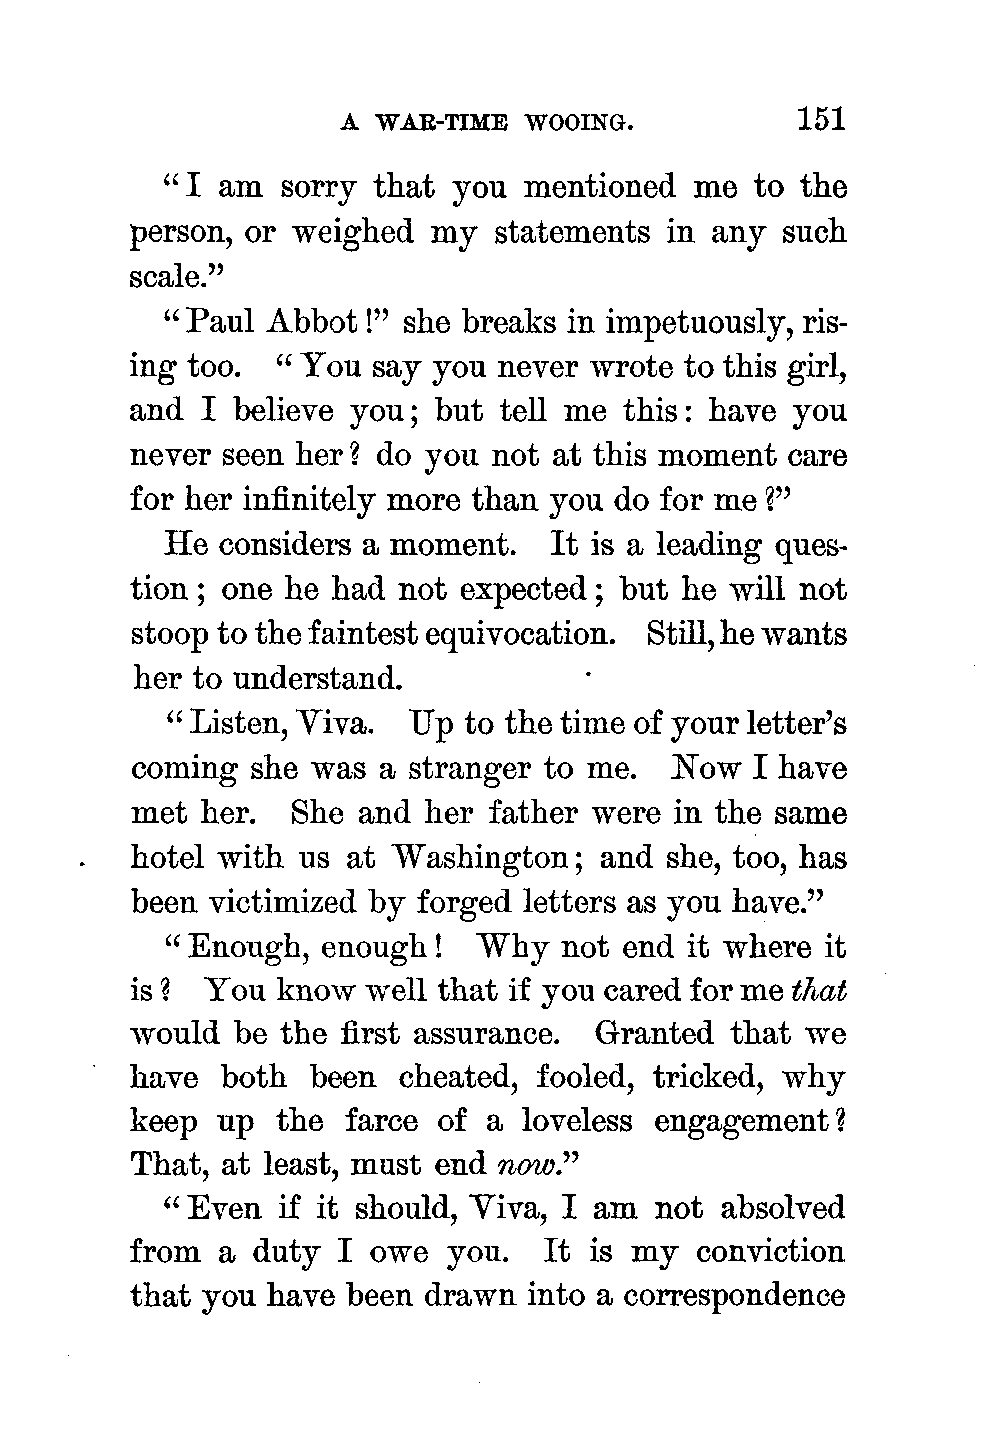 A WAR-TIME WOOING. 151
“I am sorry that you mentioned me to the
person, or weighed my statements in any such
scale.”
“Paul Abbot!” she breaks in impetuously, ris-
ing too. “You say you never wrote to this girl,
and I believe you; but tell me this: have you
never seen her? do you not at this moment care
for her infinitely more than you do for me?”
He considers a moment. It is a leading ques-
tion; one he had not expected; but he will not
stoop to the faintest equivocation. Still, he wants
her to understand.
“Listen, Viva. Up to the time of your letter’s
coming she was a stranger to me. Now I have
met her. She and her father were in the same
hotel with us at Washington; and she, too, has
been victimized by forged letters as you have.”
“Enough, enough! Why not end it where it
is? You know well that if you cared for me that
would be the first assurance. Granted that we
have both been cheated, fooled, tricked, why
keep up the farce of a loveless engagement?
That, at least, must end now.”
“Even if it should, Viva, I am not absolved
from a duty I owe you. It is my conviction
that you have been drawn into a correspondence